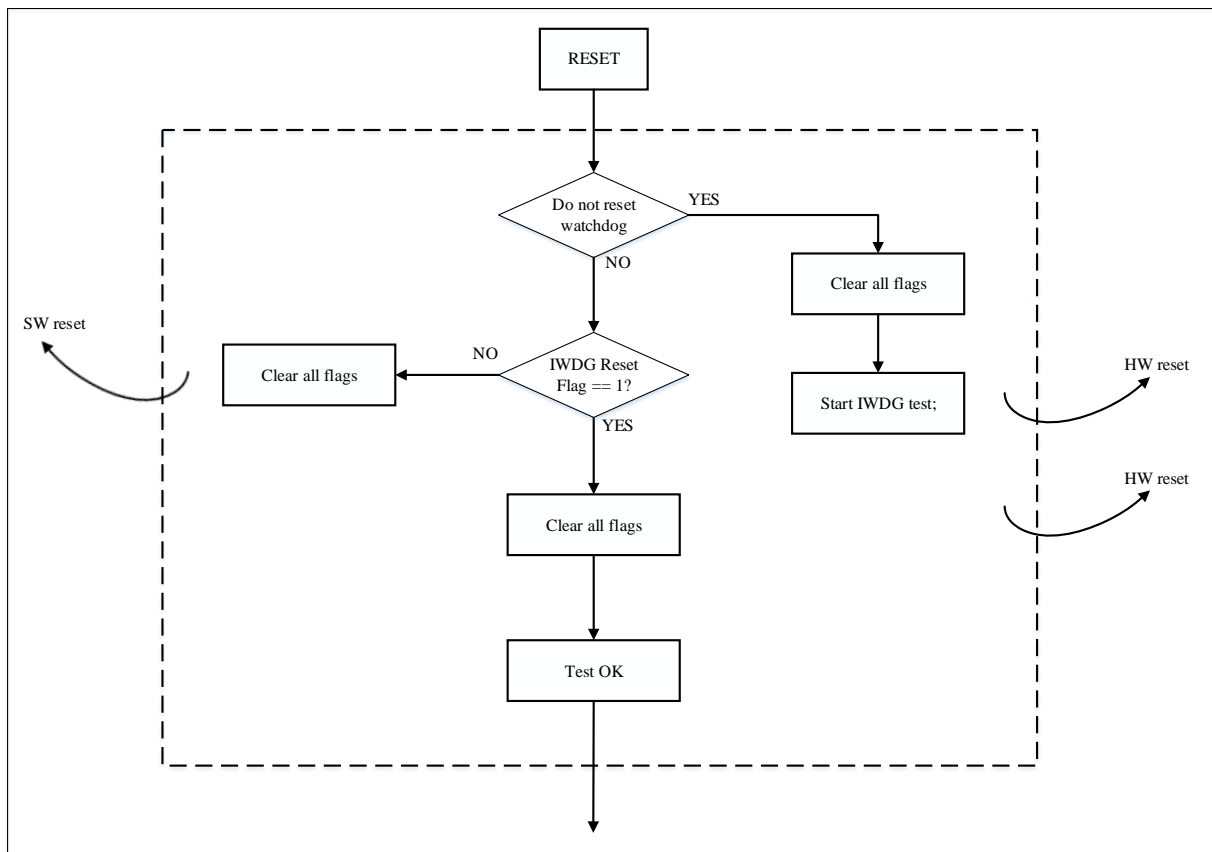 RESET
Do not reset
watchdog
YES
NO
Clear all flags
SW reset
NO
IWDG Reset
Flag == 1?
Clear all flags
YES
Start IWDG test;
HW reset
HW reset
Clear all flags
Test OK